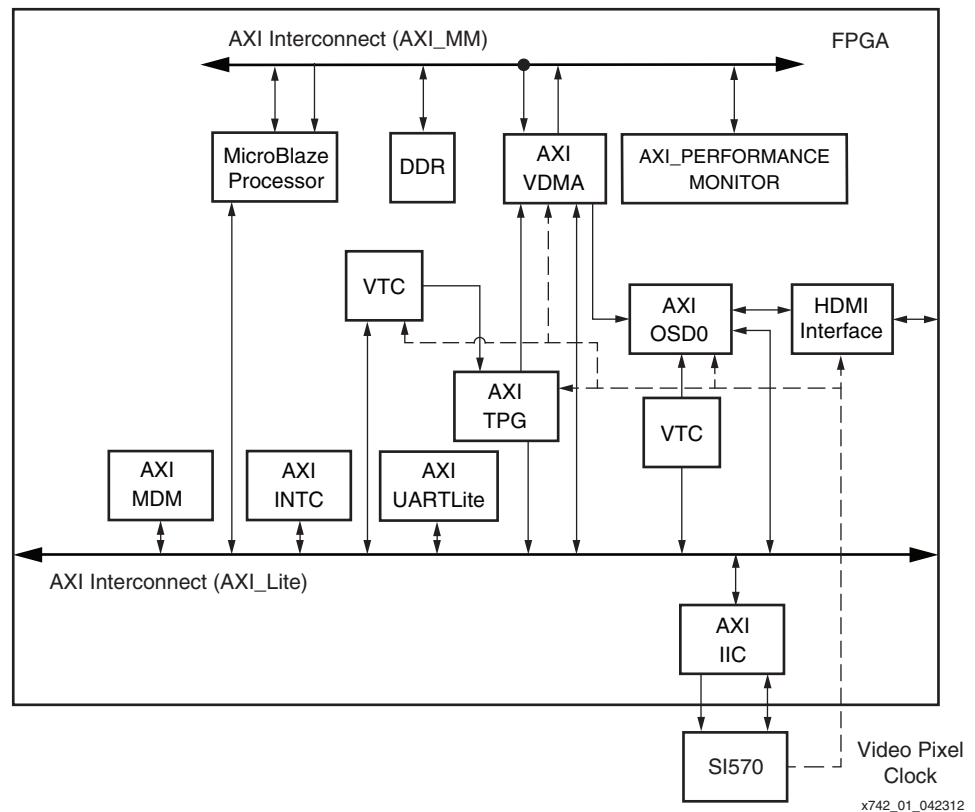 AXI Interconnect (AXI_MM)
FPGA
MicroBlaze
Processor
DDR
AXI
VDMA
AXI_PERFORMANCE
MONITOR
VTC
AXI
OSD0
HDMI
Interface
AXI
TPG
VTC
AXI
MDM
AXI
INTC
AXI
UARTLite
AXI Interconnect (AXI_Lite)
AXI
IIC
SI570
Video Pixel
Clock
x742_01_042312